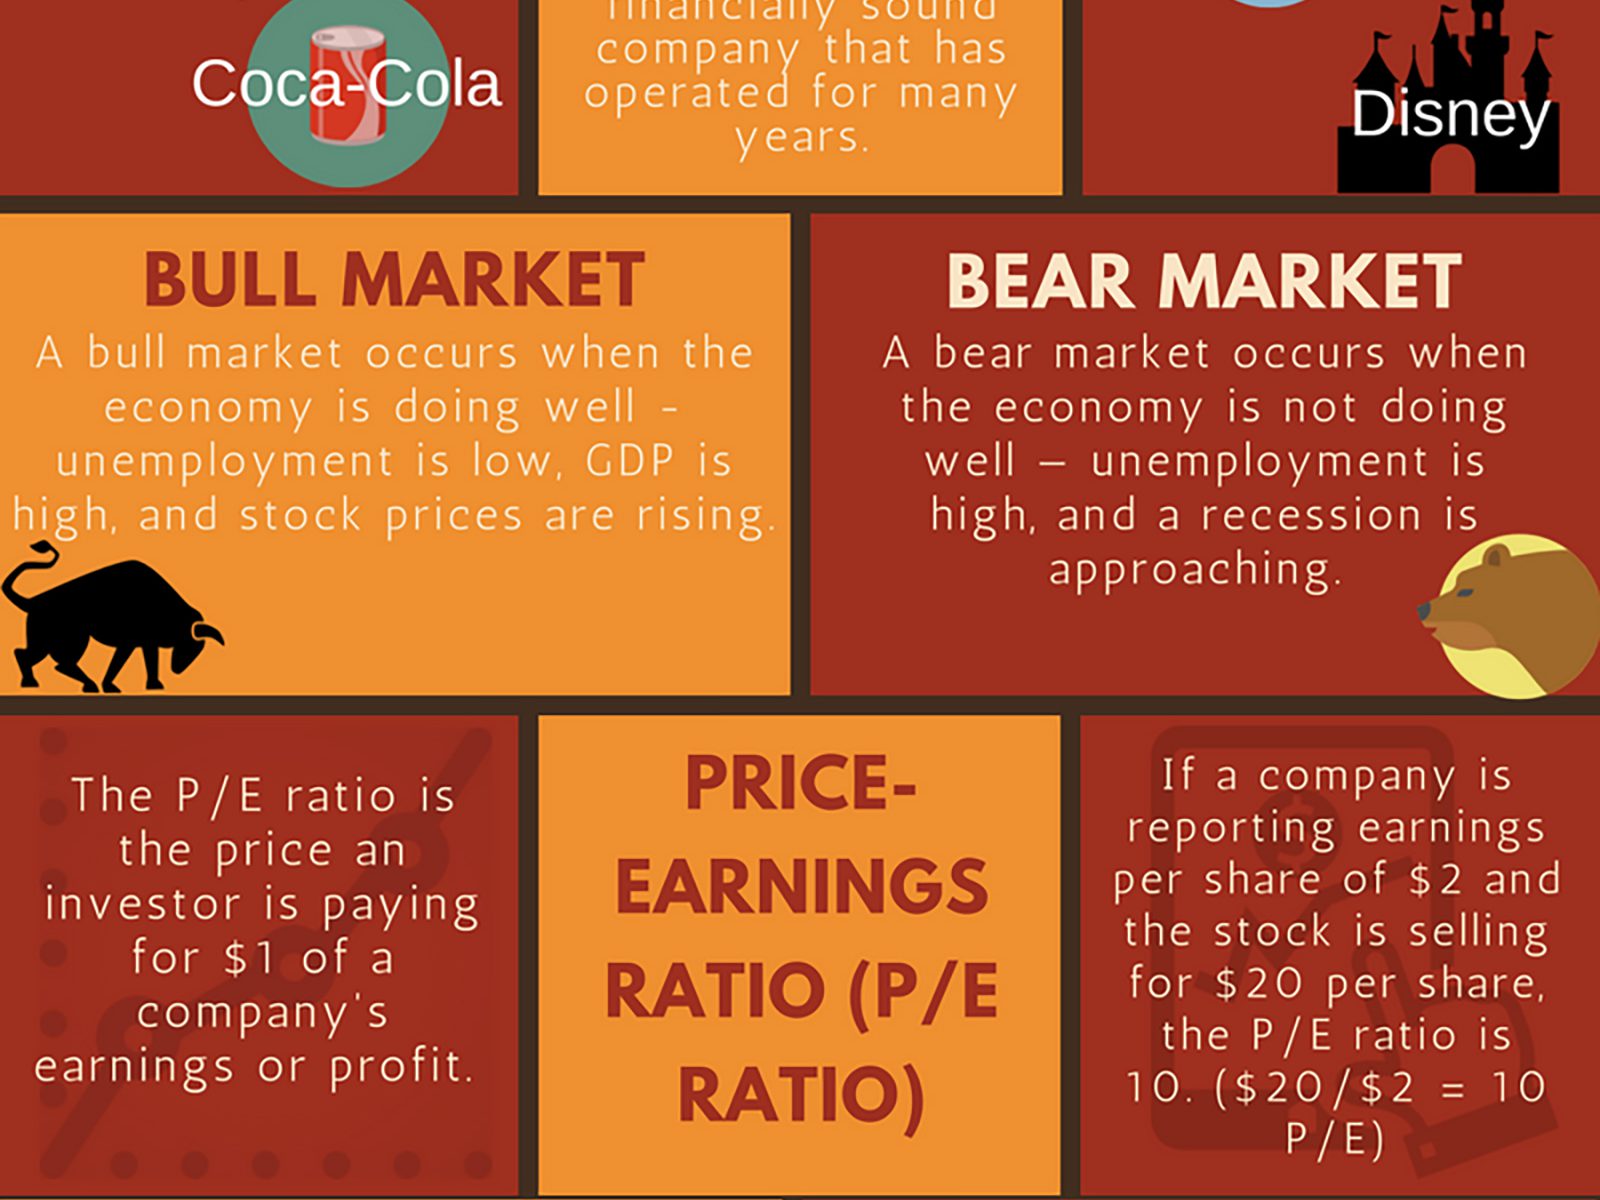 Coca-Cola
financially sound
company that has
operated for many
years.
Disney
BULL MARKET
A bull market occurs when the
economy is doing well -
unemployment is low, GDP is
high, and stock prices are rising.
BEAR MARKET
A bear market occurs when
the economy is not doing
well – unemployment is
high, and a recession is
approaching.
The P/E ratio is
the price an
investor is paying
for $1 of a
company's
earnings or profit.
PRICE-
EARNINGS
RATIO (P/E
RATIO)
If a company is
reporting earnings
per share of $2 and
the stock is selling
for $20 per share,
the P/E ratio is
10. ($20/$2 = 10
P/E)